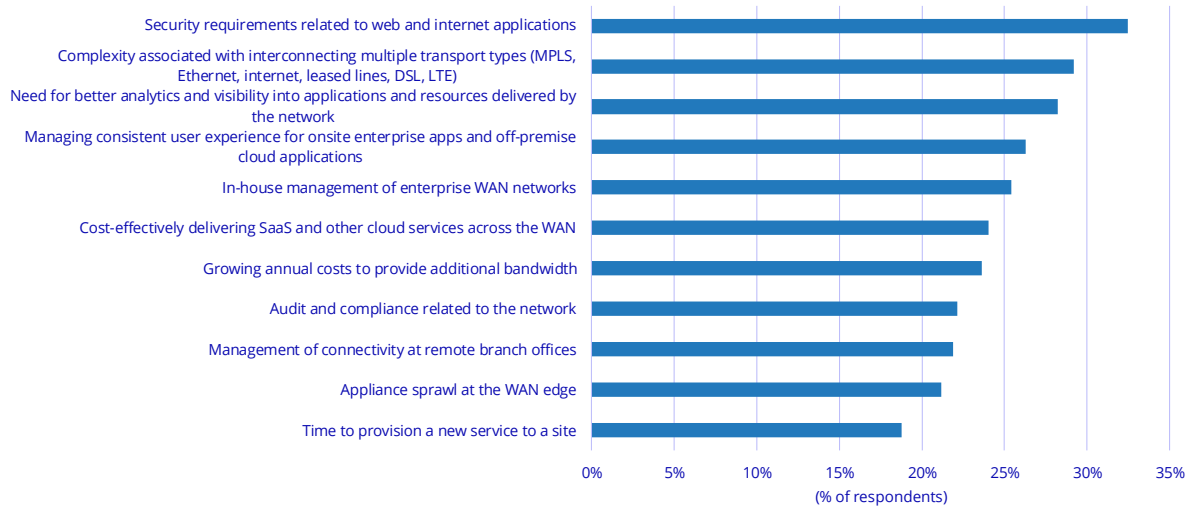 Security requirements related to web and internet applications
Complexity associated with interconnecting multiple transport types (MPLS,
Ethernet, internet, leased lines, DSL, LTE)
Need for better analytics and visibility into applications and resources delivered by
the network
Managing consistent user experience for onsite enterprise apps and off-premise
cloud applications
In-house management of enterprise WAN networks
Cost-effectively delivering SaaS and other cloud services across the WAN
Growing annual costs to provide additional bandwidth
Audit and compliance related to the network
Management of connectivity at remote branch offices
Appliance sprawl at the WAN edge
Time to provision a new service to a site
0% 5% 10% 15% 20% 25% 30% 35%
(% of respondents)